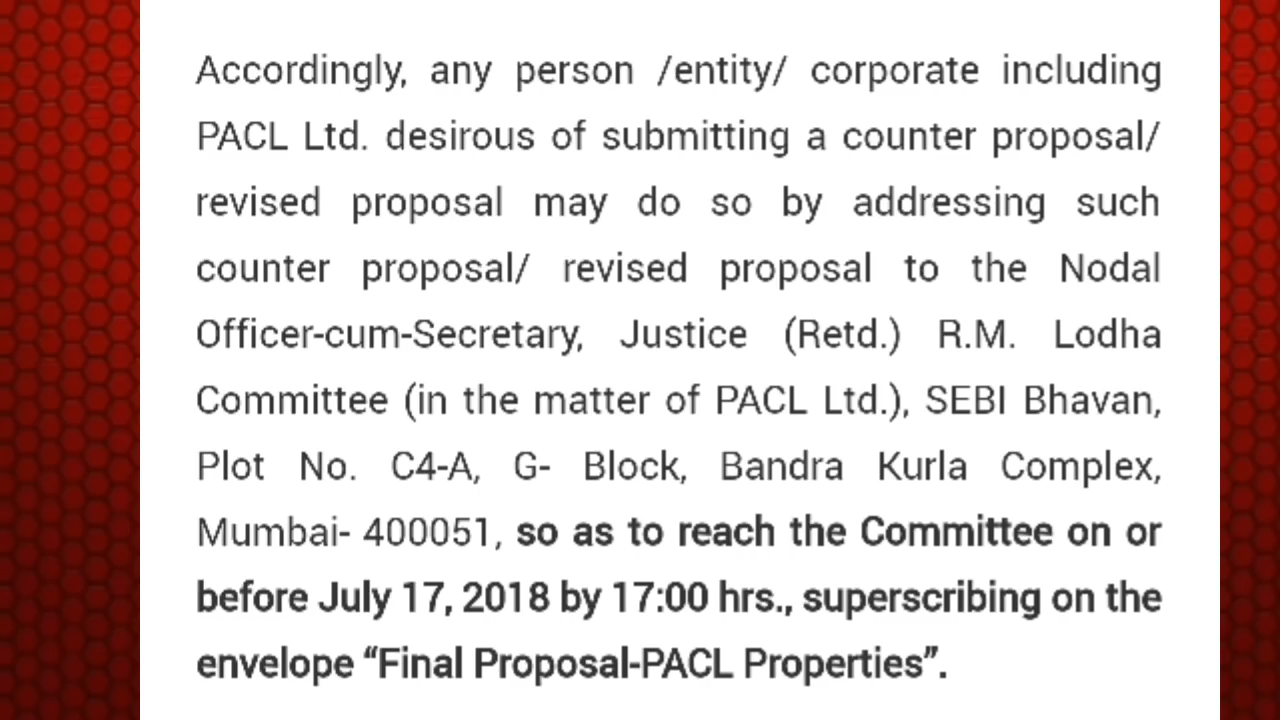 Accordingly, any person /entity/ corporate including
PACL Ltd. desirous of submitting a counter proposal/
revised proposal may do so by addressing such
counter proposal/ revised proposal to the Nodal
Officer-cum-Secretary, Justice (Retd.) R.M. Lodha
Committee (in the matter of PACL Ltd.), SEBI Bhavan,
Plot No. C4-A, G- Block, Bandra Kurla Complex,
Mumbai- 400051, so as to reach the Committee on or
before July 17, 2018 by 17:00 hrs., superscribing on the
envelope “Final Proposal-PACL Properties”.